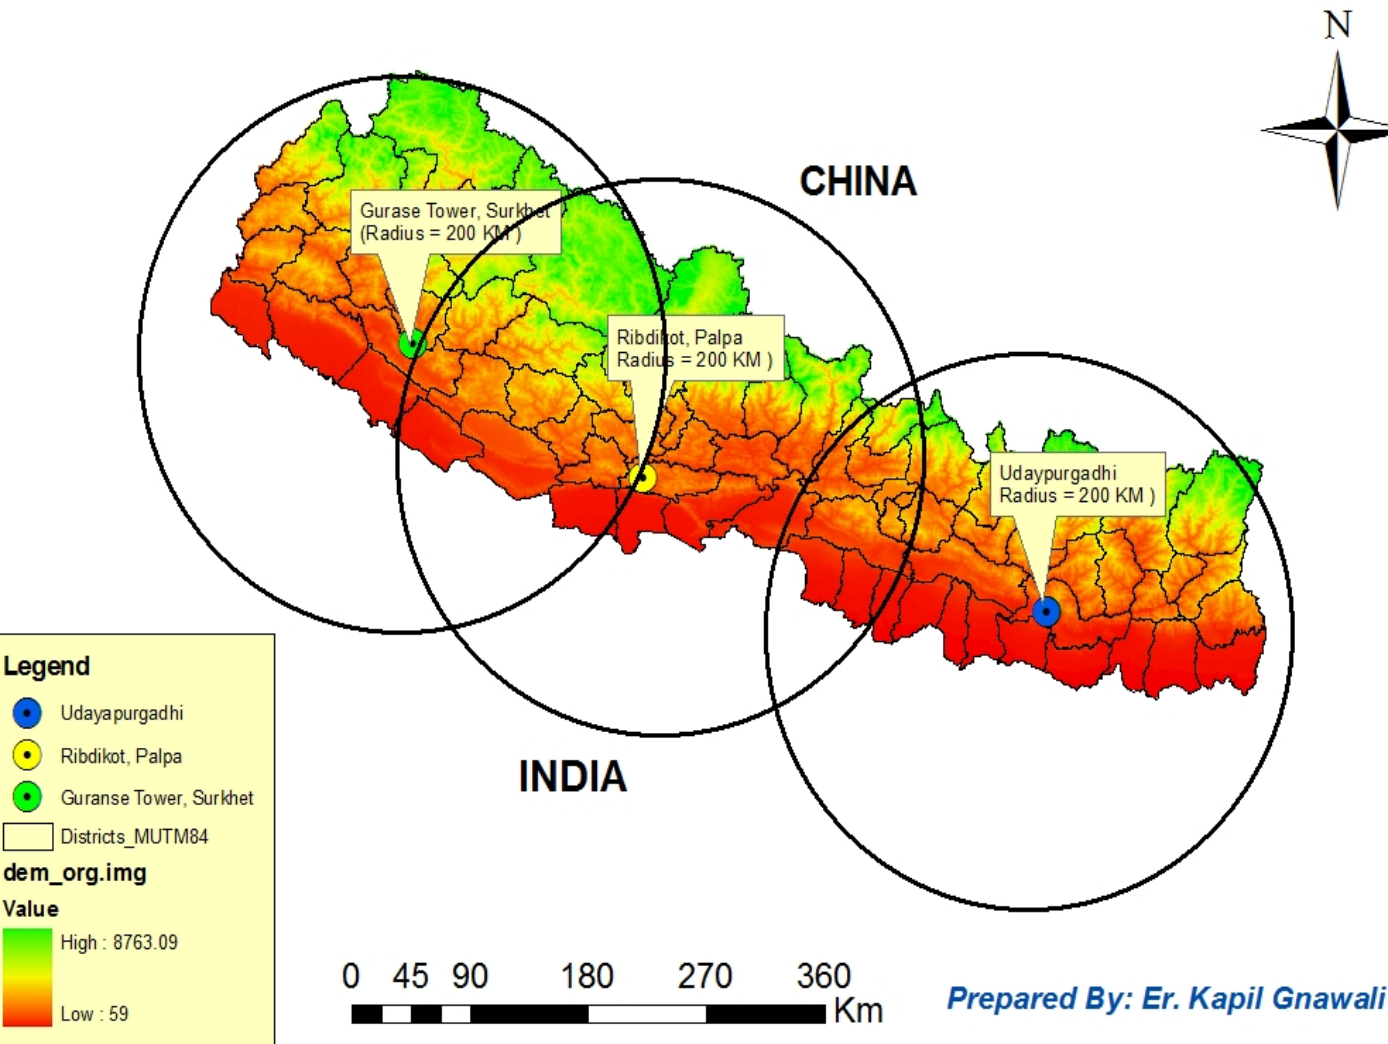 N
CHINA
Gurase Tower, Surkhet
(Radius = 200 KM )
Ribdikot, Palpa
Radius = 200 KM )
Udaypurgadhi
Radius = 200 KM )
INDIA
Legend
Udayapurgadhi
Ribdikot, Palpa
Guranse Tower, Surkhet
Districts_MUTM84
dem_org.img
Value
High : 8763.09
Low : 59
0 45 90 180 270 360
Km
Prepared By: Er. Kapil Gnawali